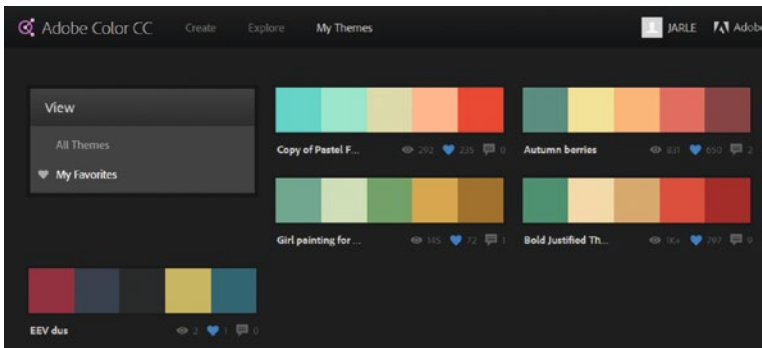 Adobe Color CC Create Explore My Themes JARLE Adobe
View
All Themes
My Favorites
Copy of Pastel F... 292 235 0
Autumn berries 831 650 2
Girl painting for ... 145 72 1
Bold Justified Th... 1K+ 797 9
EEV dus 2 1 0